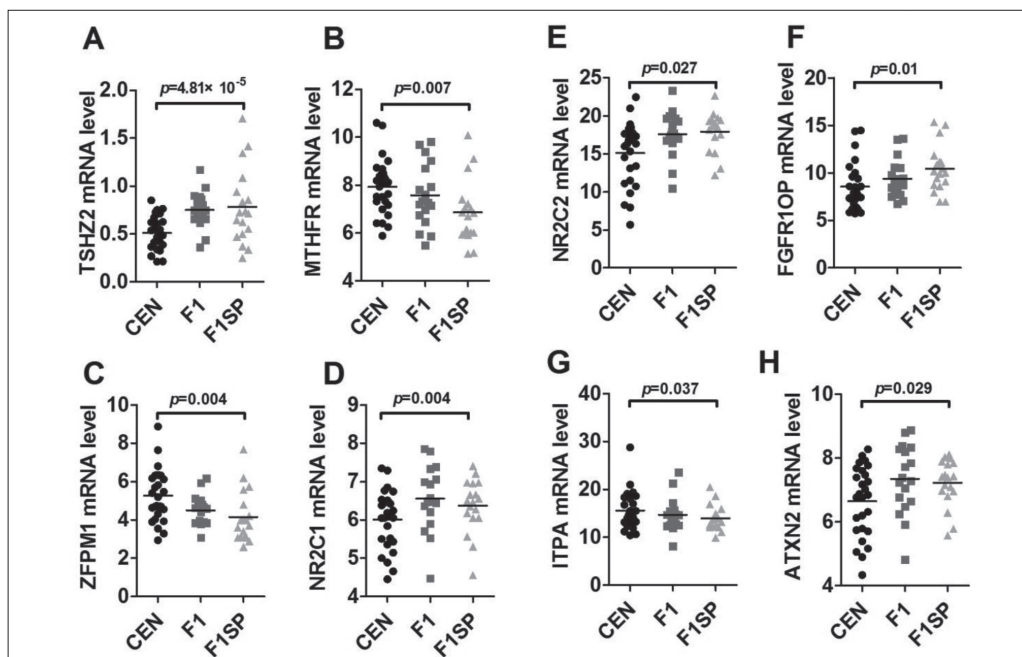 A
p=4.81× 10⁻⁵
TSHZ2 mRNA level
2.0
1.5
1.0
0.5
0.0
CEN
F1
F1SP
B
p=0.007
MTHFR mRNA level
12
10
8
6
4
CEN
F1
F1SP
E
p=0.027
NR2C2 mRNA level
25
20
15
10
5
0
CEN
F1
F1SP
F
p=0.01
FGFR1OP mRNA level
20
15
10
5
0
CEN
F1
F1SP
C
p=0.004
ZFPM1 mRNA level
10
8
6
4
2
0
CEN
F1
F1SP
D
p=0.004
NR2C1 mRNA level
9
8
7
6
5
4
CEN
F1
F1SP
G
p=0.037
ITPA mRNA level
40
30
20
10
0
CEN
F1
F1SP
H
p=0.029
ATXN2 mRNA level
10
8
6
4
CEN
F1
F1SP